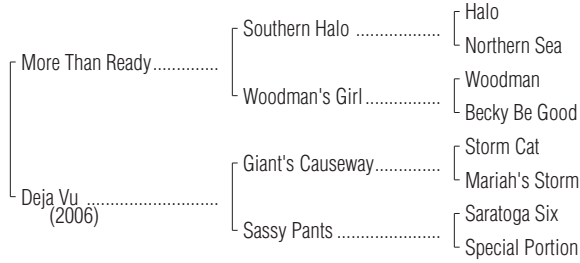 Halo
Southern Halo ..................
Northern Sea
More Than Ready..............
Woodman
Woodman's Girl................
Becky Be Good
Storm Cat
Giant's Causeway..............
Mariah's Storm
Deja Vu ............................
(2006)
Saratoga Six
Sassy Pants ......................
Special Portion